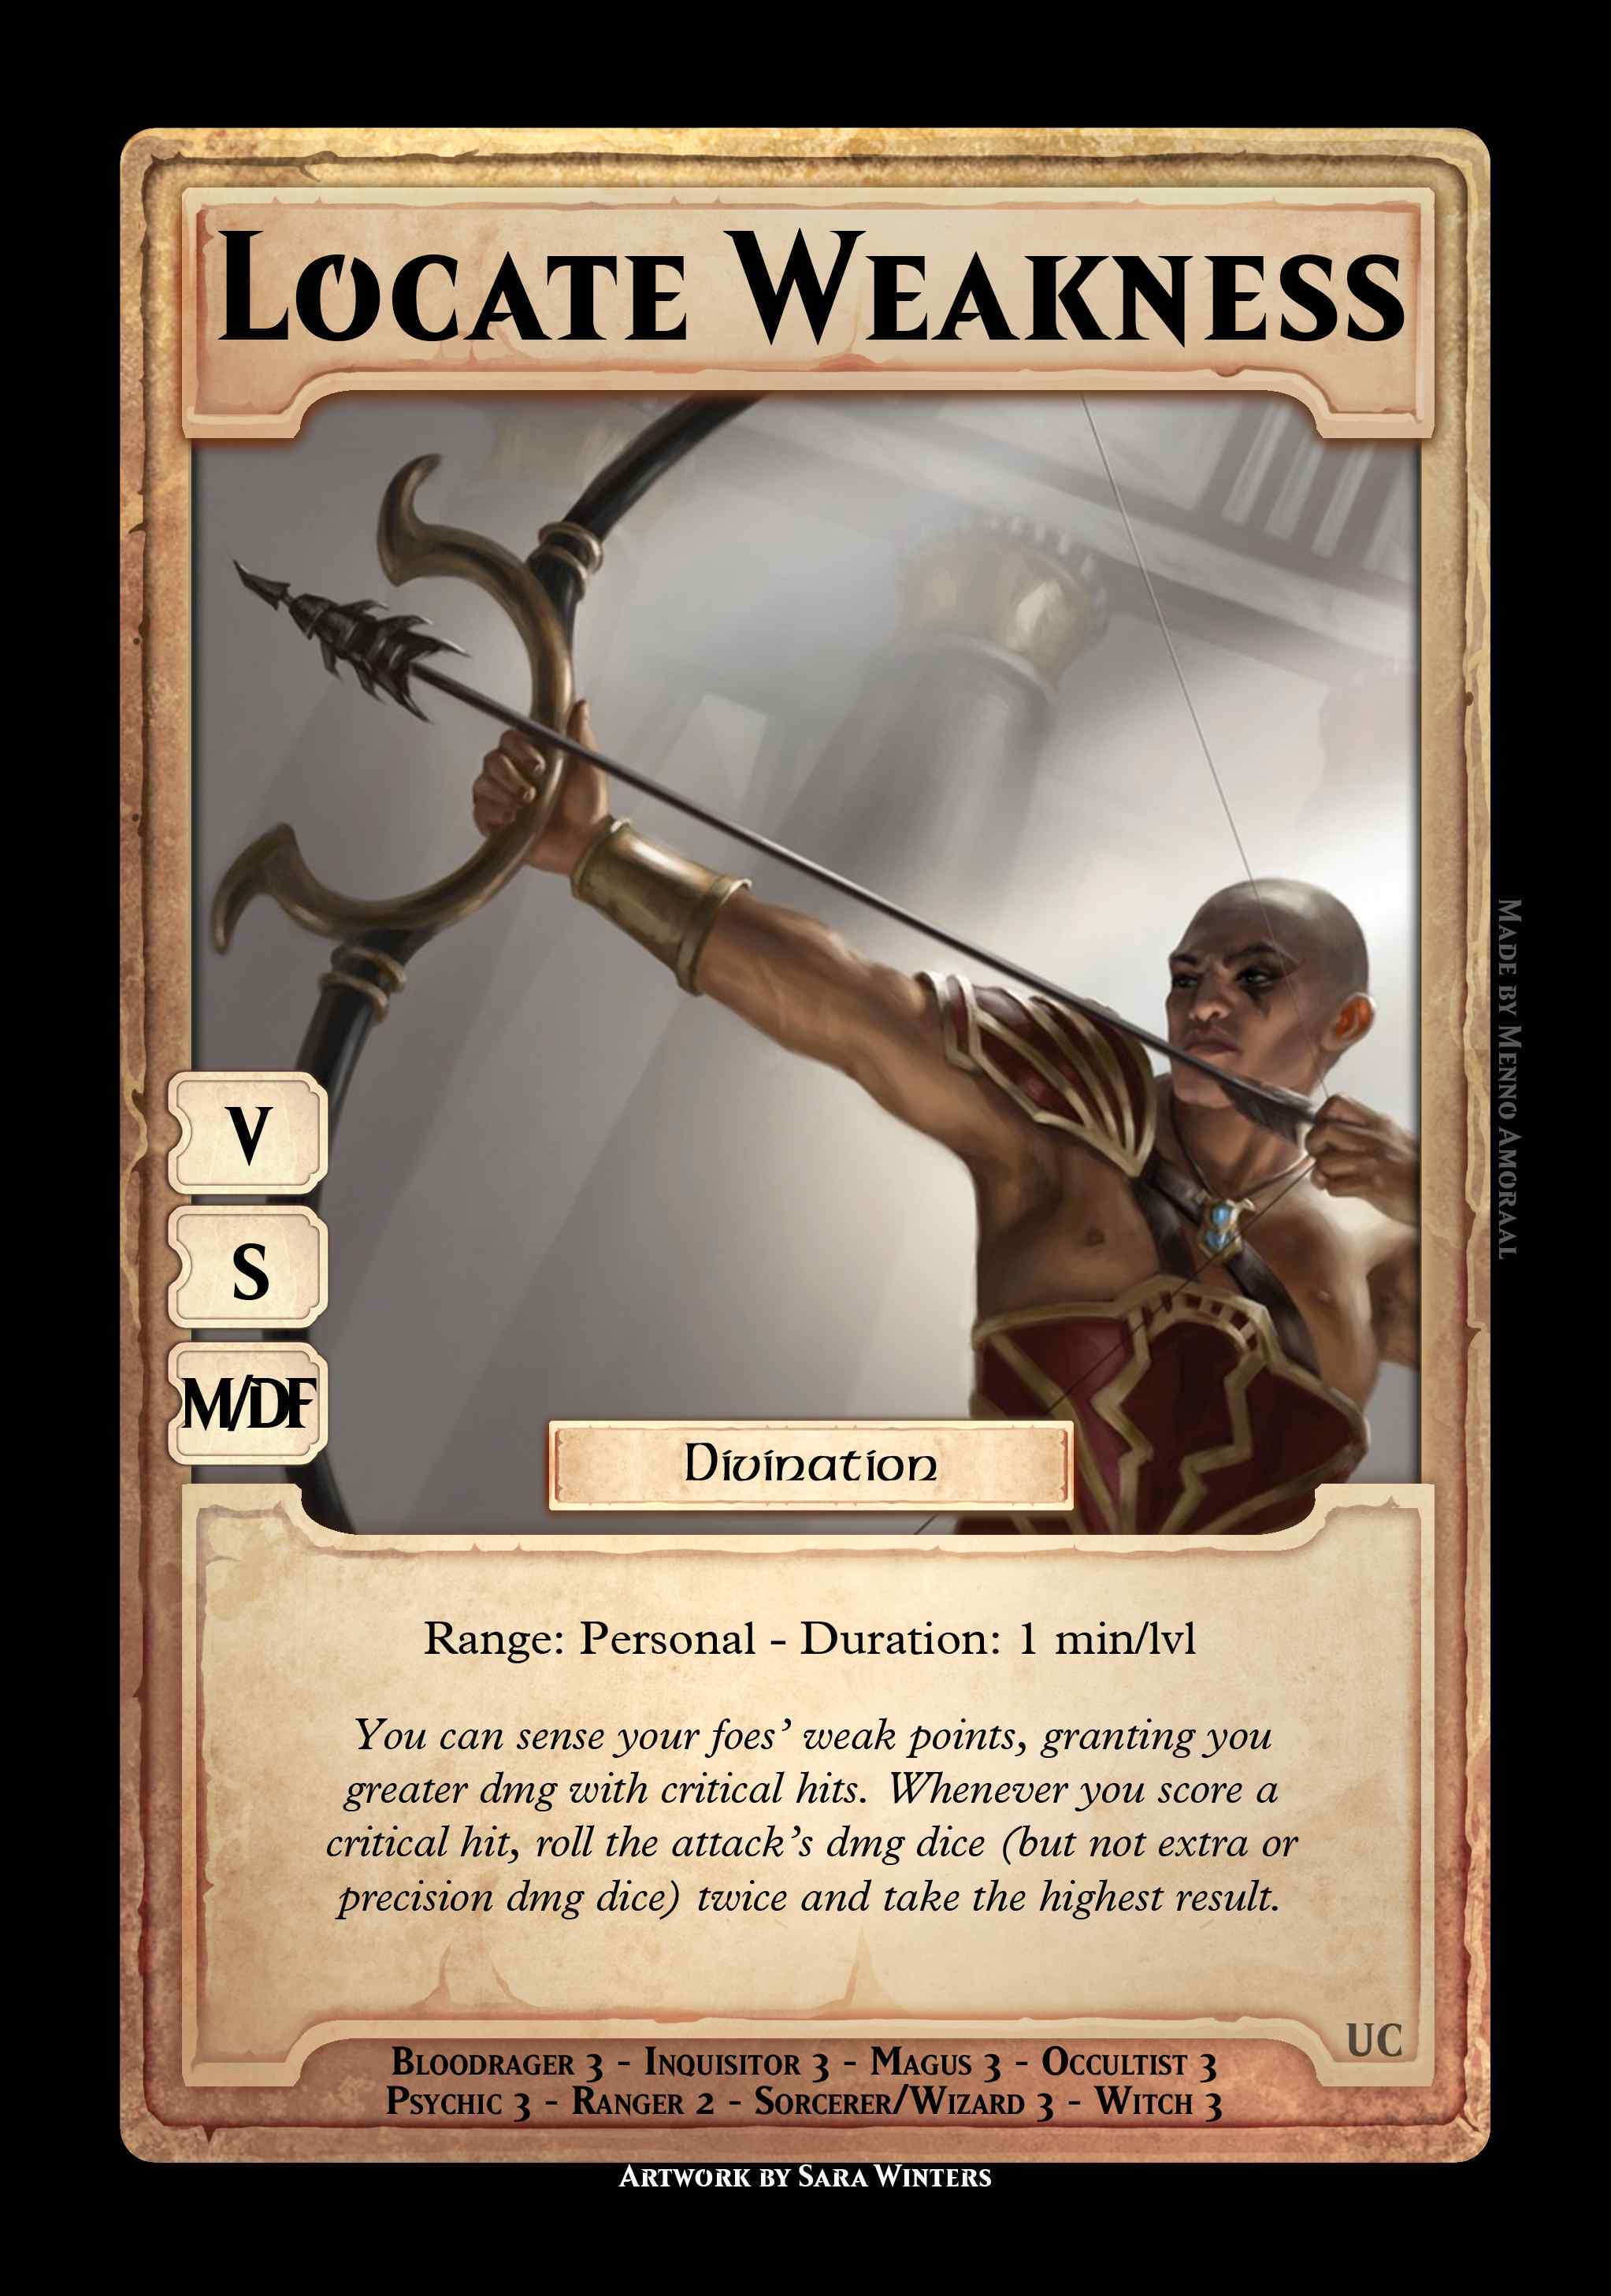 Locate Weakness
V
S
M/DF
Divination
Range: Personal - Duration: 1 min/lvl
You can sense your foes’ weak points, granting you
greater dmg with critical hits. Whenever you score a
critical hit, roll the attack’s dmg dice (but not extra or
precision dmg dice) twice and take the highest result.
UC
Bloodrager 3 - Inquisitor 3 - Magus 3 - Occultist 3
Psychic 3 - Ranger 2 - Sorcerer/Wizard 3 - Witch 3
Artwork by Sara Winters
Made by Menno Amoraal